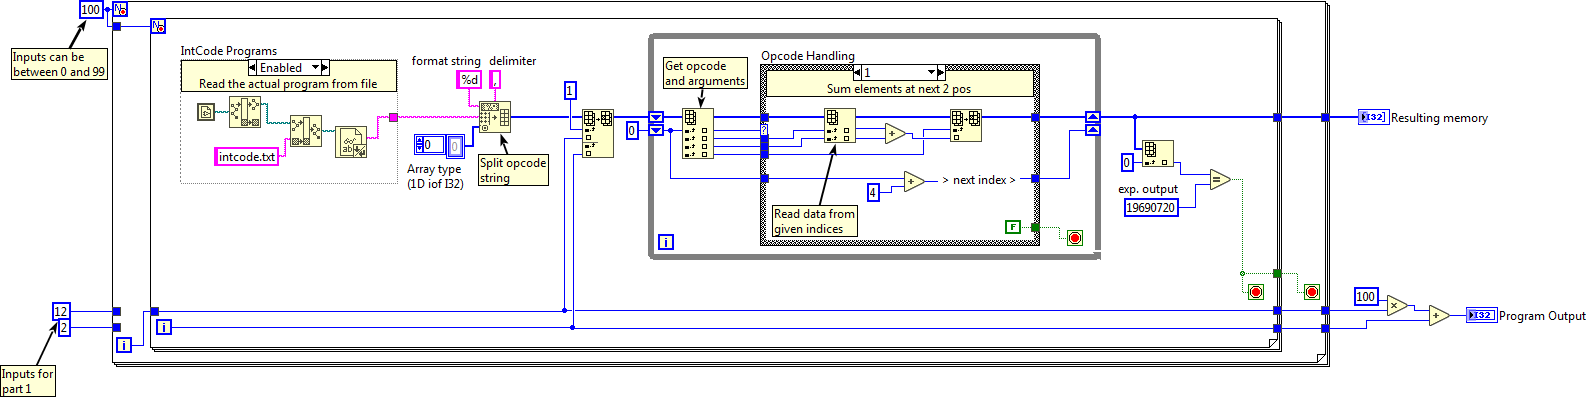 100
N
N
Inputs can be
between 0 and 99
IntCode Programs
Enabled
Read the actual program from file
intcode.txt
format string
delimiter
%d
,
0
0
Array type
(1D iof I32)
Split opcode
string
1
0
Get opcode
and arguments
Opcode Handling
1
Sum elements at next 2 pos
?
+
+
4
> next index >
Read data from
given indices
F
i
0
exp. output
19690720
=
I32
Resulting memory
12
2
i
i
Inputs for
part 1
100
×
+
I32
Program Output